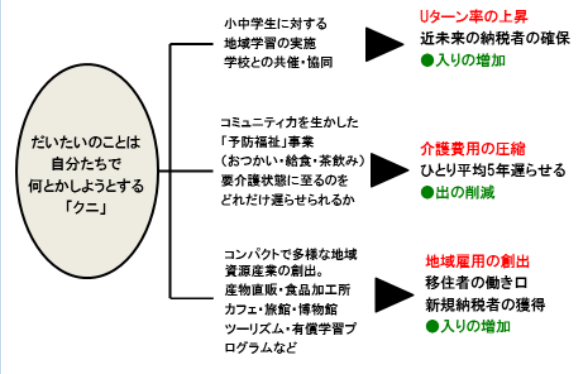 だいたいのことは
自分たちで
何とかしようとする
「クニ」
小中学生に対する
地域学習の実施
学校との共催・協同
Uターン率の上昇
近未来の納税者の確保
●入りの増加
コミュニティ力を生かした
「予防福祉」事業
(おつかい・給食・茶飲み)
要介護状態に至るのを
どれだけ遅らせられるか
介護費用の圧縮
ひとり平均5年遅らせる
●出の削減
コンパクトで多様な地域
資源産業の創出。
産物直販・食品加工所
カフェ・旅館・博物館
ツーリズム・有償学習プ
ログラムなど
地域雇用の創出
移住者の働き口
新規納税者の獲得
●入りの増加